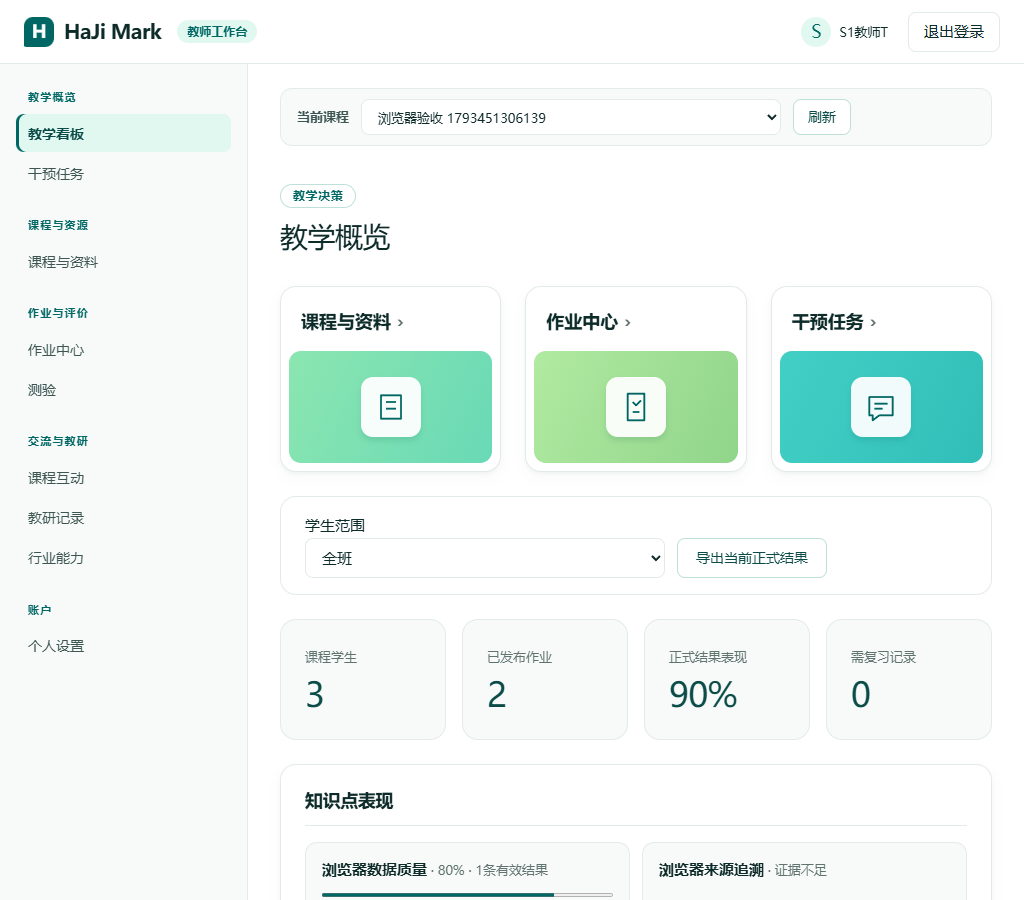 H HaJi Mark 教师工作台 S S1教师T 退出登录
教学概览
教学看板
干预任务
课程与资源
课程与资料
作业与评价
作业中心
测验
交流与教研
课程互动
教研记录
行业能力
账户
个人设置
当前课程 浏览器验收 1793451306139 刷新
教学决策
教学概览
课程与资料 ›
作业中心 ›
干预任务 ›
学生范围
全班 导出当前正式结果
课程学生
3
已发布作业
2
正式结果表现
90%
需复习记录
0
知识点表现
浏览器数据质量 · 80% · 1条有效结果
浏览器来源追溯 · 证据不足